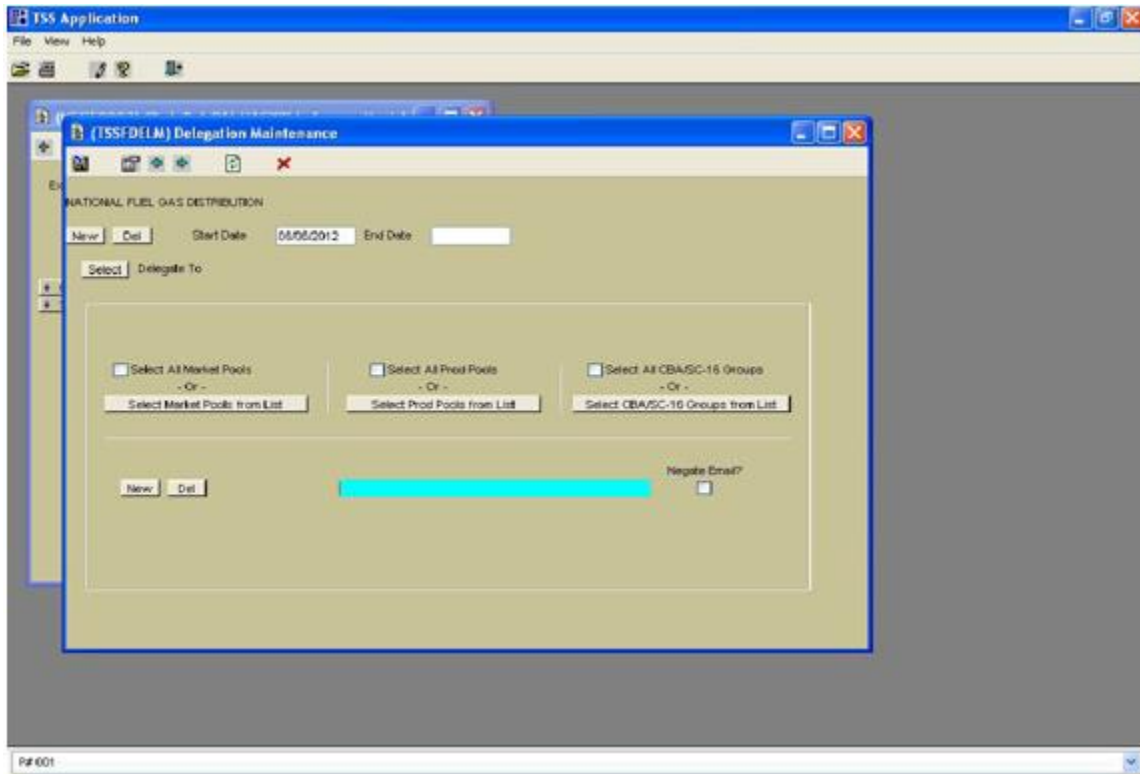 TSS Application
File View Help
(TSSFDELM) Delegation Maintenance
NATIONAL FUEL GAS DISTRIBUTION
New Del Start Date 06/06/2012 End Date
Select Delegate To
Select All Market Pools Select All Prod Pools Select All CBA/SC-16 Groups
- Or - - Or - - Or -
Select Market Pools from List Select Prod Pools from List Select CBA/SC-16 Groups from List
Negate Email?
New Del
P# 001